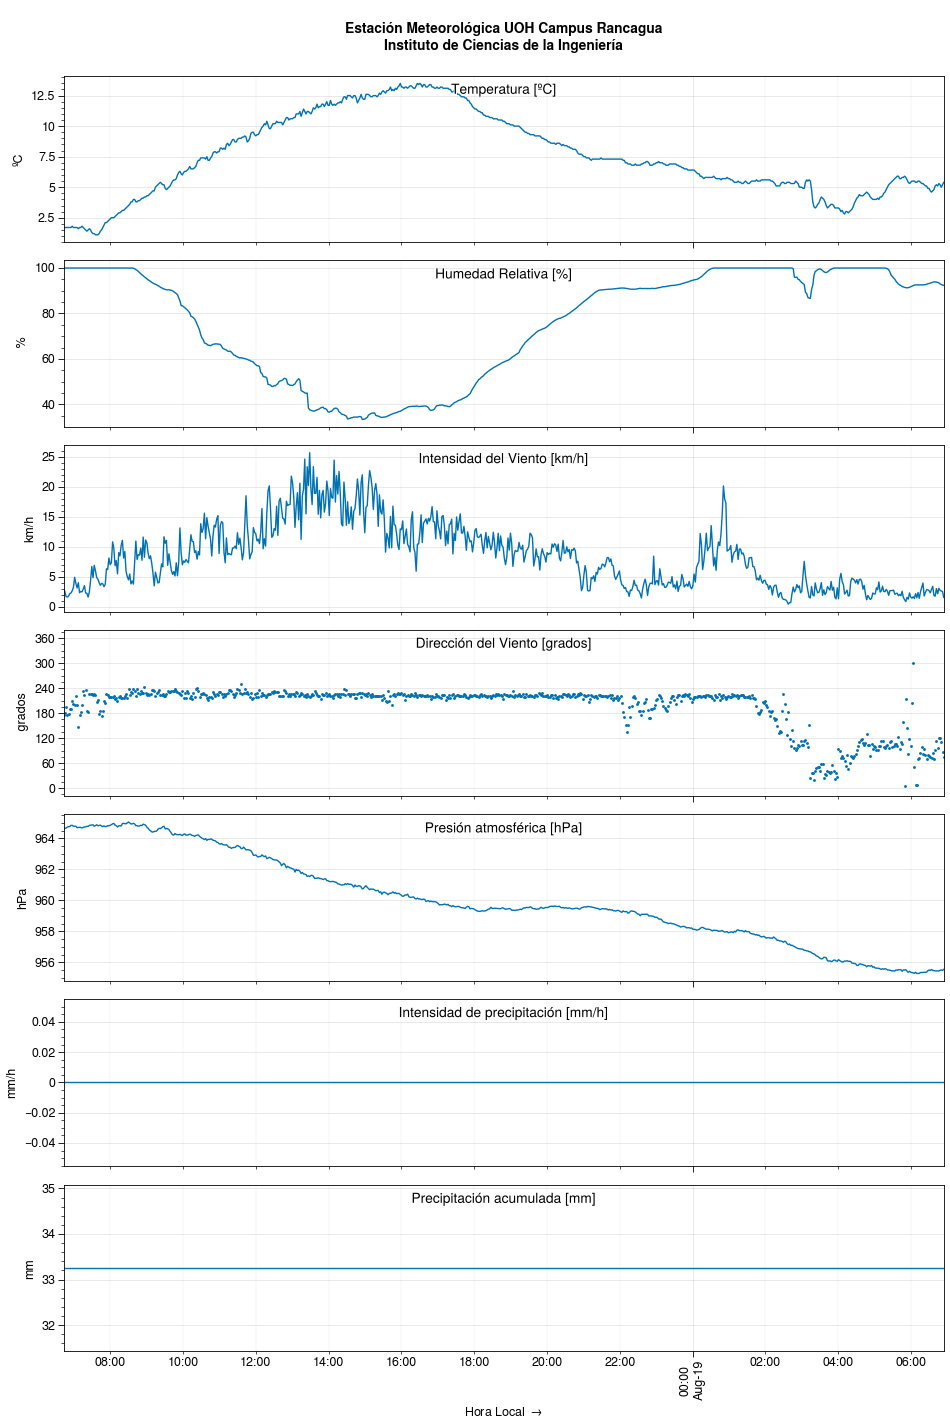 Estación Meteorológica UOH Campus Rancagua
Instituto de Ciencias de la Ingeniería
Temperatura [ºC]
ºC
12.5
10
7.5
5
2.5
Humedad Relativa [%]
%
100
80
60
40
Intensidad del Viento [km/h]
km/h
25
20
15
10
5
0
Dirección del Viento [grados]
grados
360
300
240
180
120
60
0
Presión atmosférica [hPa]
hPa
964
962
960
958
956
Intensidad de precipitación [mm/h]
mm/h
0.04
0.02
0
−0.02
−0.04
Precipitación acumulada [mm]
mm
35
34
33
32
08:00 10:00 12:00 14:00 16:00 18:00 20:00 22:00 00:00 02:00 04:00 06:00
Aug-19
Hora Local →